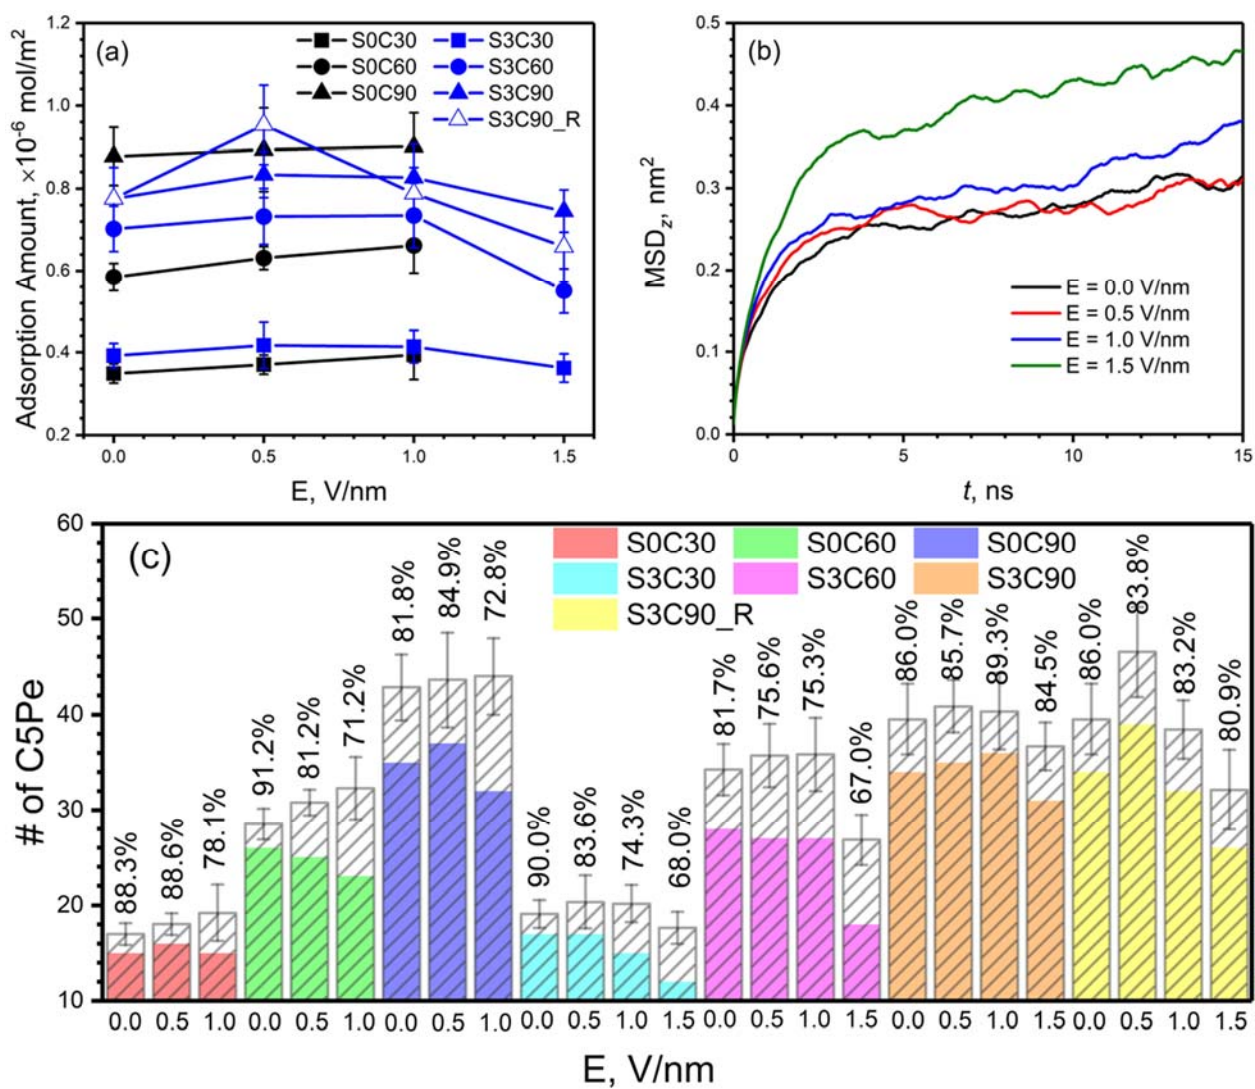 (a)
S0C30
S3C30
S0C60
S3C60
S0C90
S3C90
S3C90_R
Adsorption Amount, ×10⁻⁶ mol/m²
1.2
1.0
0.8
0.6
0.4
0.2
0.0 0.5 1.0 1.5
E, V/nm
(b)
MSDz, nm²
0.5
0.4
0.3
0.2
0.1
0.0
E = 0.0 V/nm
E = 0.5 V/nm
E = 1.0 V/nm
E = 1.5 V/nm
0 5 10 15
t, ns
(c)
S0C30 S0C60 S0C90
S3C30 S3C60 S3C90
S3C90_R
# of C5Pe
60
50
40
30
20
10
88.3%
88.6%
78.1%
91.2%
81.2%
71.2%
81.8%
84.9%
72.8%
90.0%
83.6%
74.3%
68.0%
81.7%
75.6%
75.3%
67.0%
86.0%
85.7%
89.3%
84.5%
86.0%
83.8%
83.2%
80.9%
0.0 0.5 1.0 0.0 0.5 1.0 0.0 0.5 1.0 0.0 0.5 1.0 1.5 0.0 0.5 1.0 1.5 0.0 0.5 1.0 1.5 0.0 0.5 1.0 1.5
E, V/nm